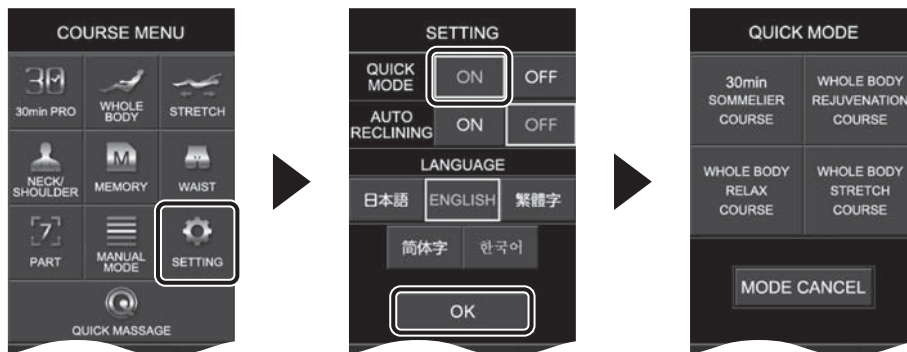 COURSE MENU
30
30min PRO
WHOLE
BODY
STRETCH
NECK/
SHOULDER
M
MEMORY
WAIST
7
PART
MANUAL
MODE
SETTING
QUICK MASSAGE
SETTING
QUICK
MODE
ON
OFF
AUTO
RECLINING
ON
OFF
LANGUAGE
日本語
ENGLISH
繁體字
简体字
한국어
OK
QUICK MODE
30min
SOMMELIER
COURSE
WHOLE BODY
REJUVENATION
COURSE
WHOLE BODY
RELAX
COURSE
WHOLE BODY
STRETCH
COURSE
MODE CANCEL